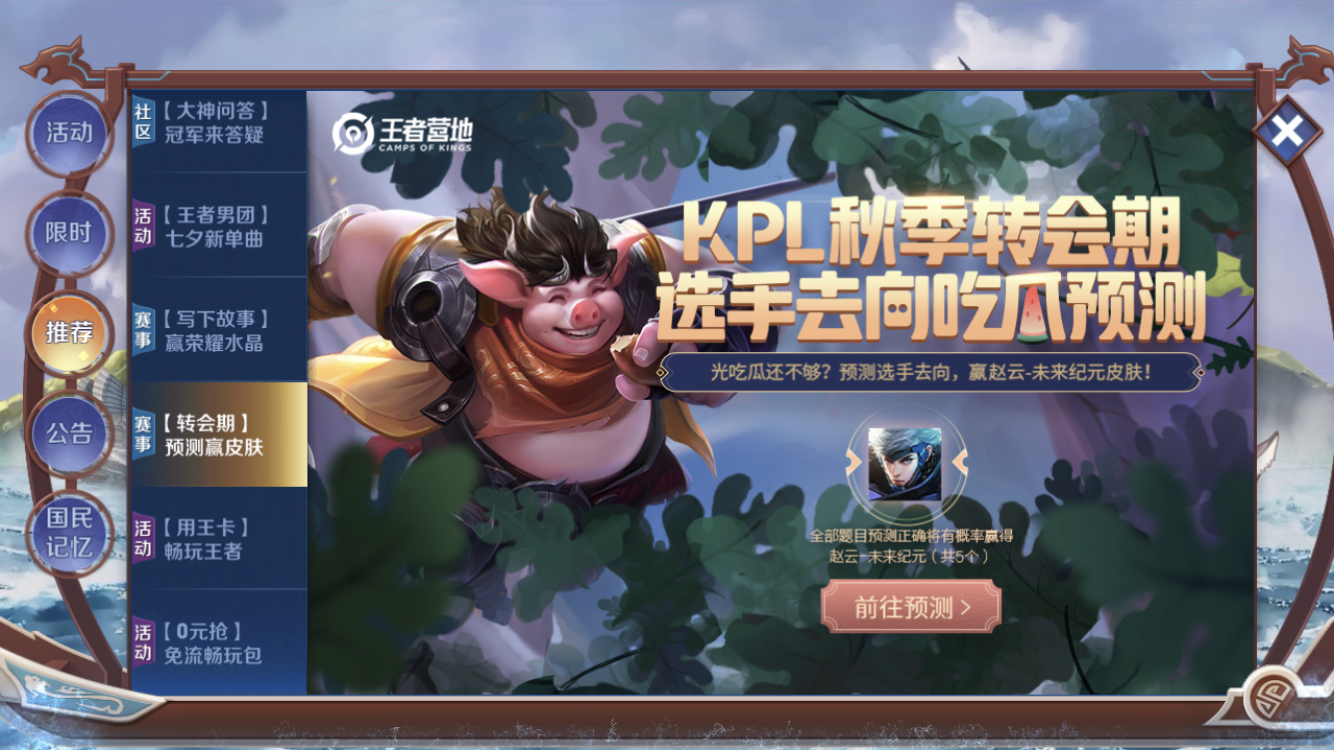 活动
限时
推荐
公告
国民
记忆
社区
【大神问答】
冠军来答疑
活动
【王者男团】
七夕新单曲
赛事
【写下故事】
赢荣耀水晶
赛事
【转会期】
预测赢皮肤
活动
【用王卡】
畅玩王者
活动
【0元抢】
免流畅玩包
王者营地
CAMPS OF KINGS
KPL秋季转会期
选手去向吃瓜预测
光吃瓜还不够？预测选手去向，赢赵云-未来纪元皮肤！
全部题目预测正确将有概率赢得
赵云-未来纪元（共5个）
前往预测>